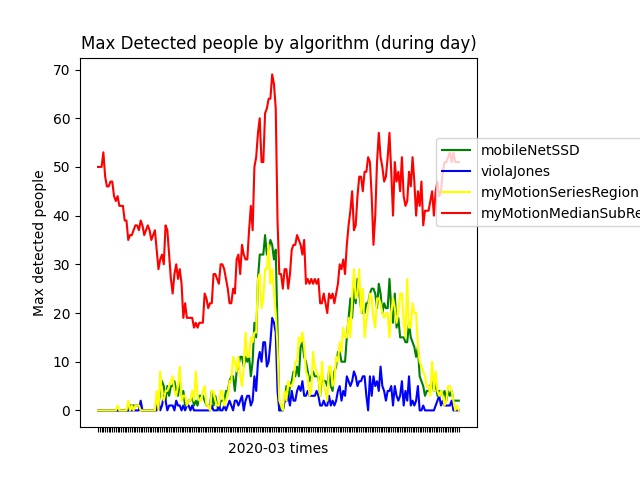 Max Detected people by algorithm (during day)
70
60
50
40
30
20
10
0
Max detected people
2020-03 times
mobileNetSSD
violaJones
myMotionSeriesRegion
myMotionMedianSubRe